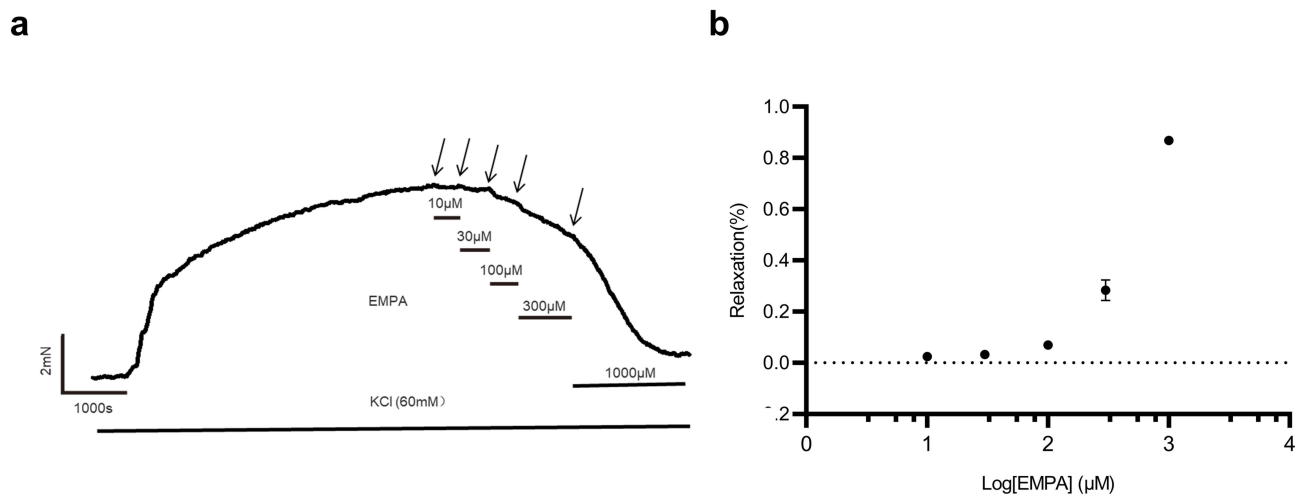 a
10µM
30µM
100µM
EMPA
300µM
2mN
1000µM
1000s
KCl (60mM）
b
1.0
0.8
0.6
0.4
0.2
0.0
.2
Relaxation(%)
0 1 2 3 4
Log[EMPA] (µM)